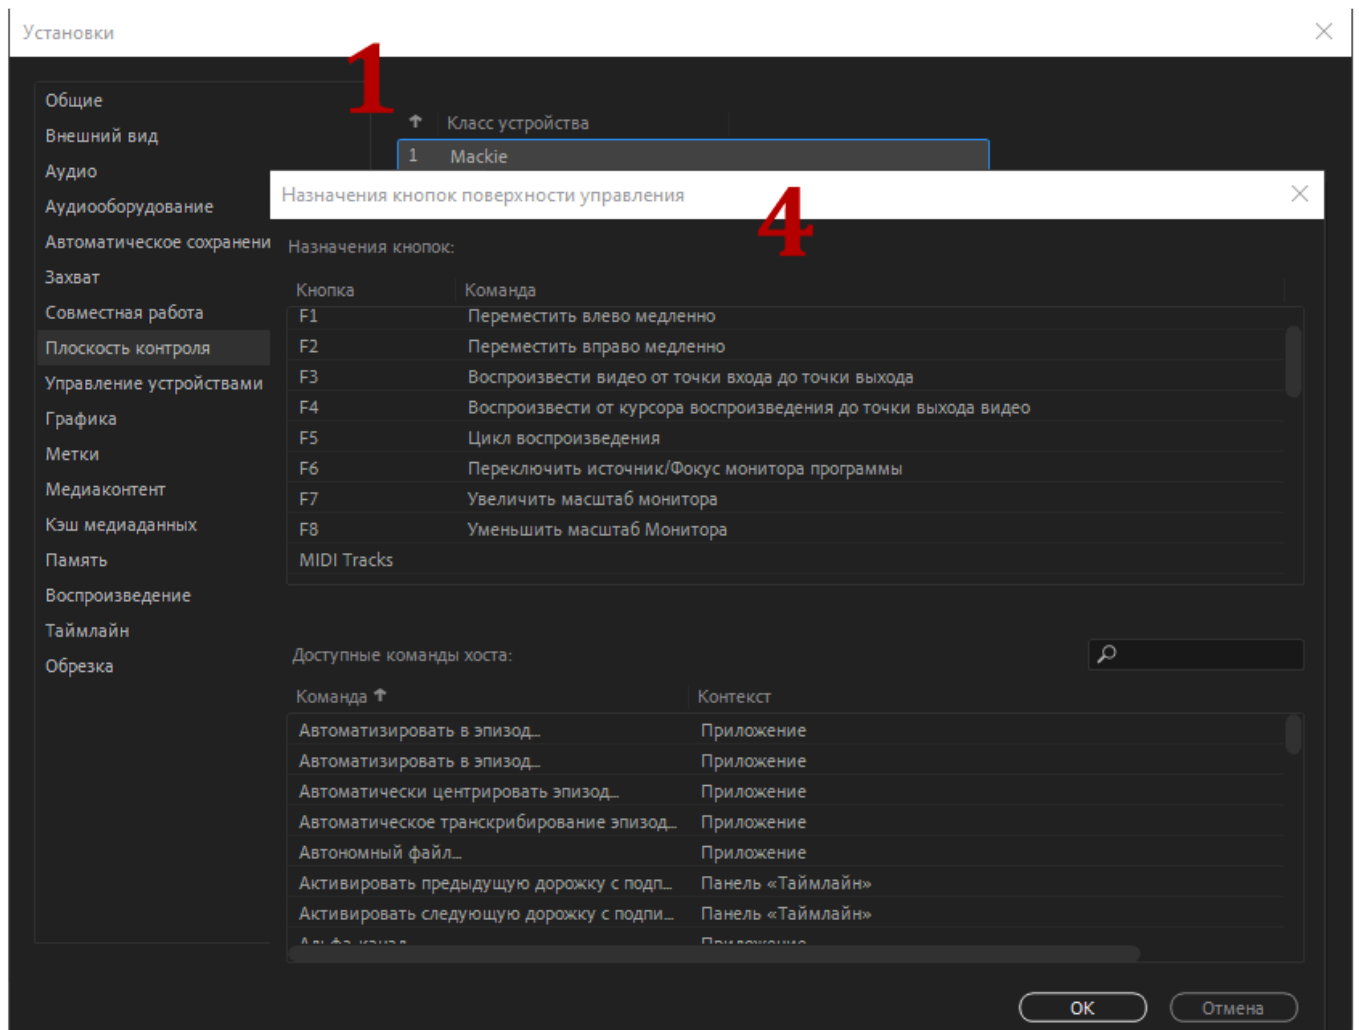 Установки
1
Общие
Внешний вид
Аудио
Аудиооборудование
Автоматическое сохранени
Захват
Совместная работа
Плоскость контроля
Управление устройствами
Графика
Метки
Медиаконтент
Кэш медиаданных
Память
Воспроизведение
Таймлайн
Обрезка
Класс устройства
1 Mackie
Назначения кнопок поверхности управления
4
Назначения кнопок:
Кнопка Команда
F1 Переместить влево медленно
F2 Переместить вправо медленно
F3 Воспроизвести видео от точки входа до точки выхода
F4 Воспроизвести от курсора воспроизведения до точки выхода видео
F5 Цикл воспроизведения
F6 Переключить источник/Фокус монитора программы
F7 Увеличить масштаб монитора
F8 Уменьшить масштаб Монитора
MIDI Tracks
Доступные команды хоста:
Команда Контекст
Автоматизировать в эпизод... Приложение
Автоматизировать в эпизод... Приложение
Автоматически центрировать эпизод... Приложение
Автоматическое транскрибирование эпизод... Приложение
Автономный файл... Приложение
Активировать предыдущую дорожку с подп... Панель «Таймлайн»
Активировать следующую дорожку с подпи... Панель «Таймлайн»
Альфа-канал Приложение
ОК
Отмена